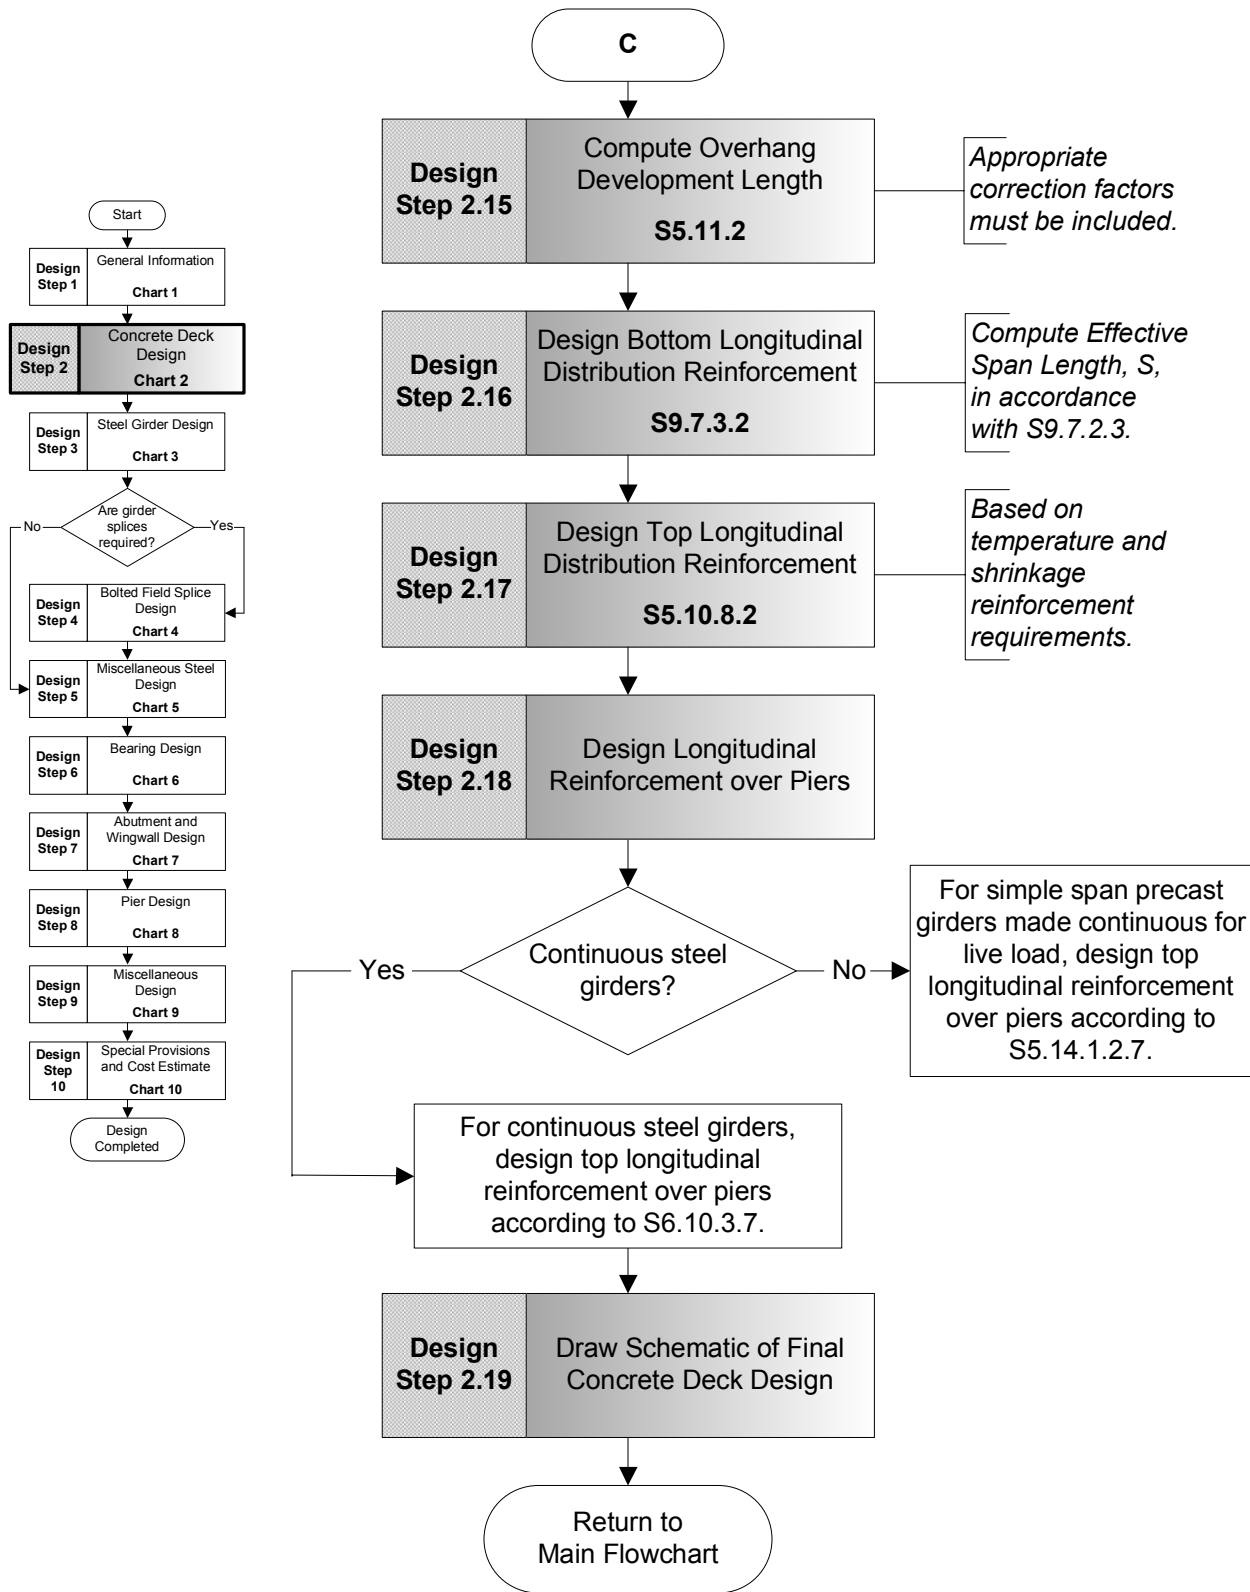 Start
Design
Step 1
General Information
Chart 1
Design
Step 2
Concrete Deck
Design
Chart 2
Design
Step 3
Steel Girder Design
Chart 3
Are girder
splices
required?
No
Yes
Design
Step 4
Bolted Field Splice
Design
Chart 4
Design
Step 5
Miscellaneous Steel
Design
Chart 5
Design
Step 6
Bearing Design
Chart 6
Design
Step 7
Abutment and
Wingwall Design
Chart 7
Design
Step 8
Pier Design
Chart 8
Design
Step 9
Miscellaneous
Design
Chart 9
Design
Step
10
Special Provisions
and Cost Estimate
Chart 10
Design
Completed
C
Design
Step 2.15
Compute Overhang
Development Length
S5.11.2
Appropriate
correction factors
must be included.
Design
Step 2.16
Design Bottom Longitudinal
Distribution Reinforcement
S9.7.3.2
Compute Effective
Span Length, S,
in accordance
with S9.7.2.3.
Design
Step 2.17
Design Top Longitudinal
Distribution Reinforcement
S5.10.8.2
Based on
temperature and
shrinkage
reinforcement
requirements.
Design
Step 2.18
Design Longitudinal
Reinforcement over Piers
Continuous steel
girders?
Yes
No
For simple span precast
girders made continuous for
live load, design top
longitudinal reinforcement
over piers according to
S5.14.1.2.7.
For continuous steel girders,
design top longitudinal
reinforcement over piers
according to S6.10.3.7.
Design
Step 2.19
Draw Schematic of Final
Concrete Deck Design
Return to
Main Flowchart